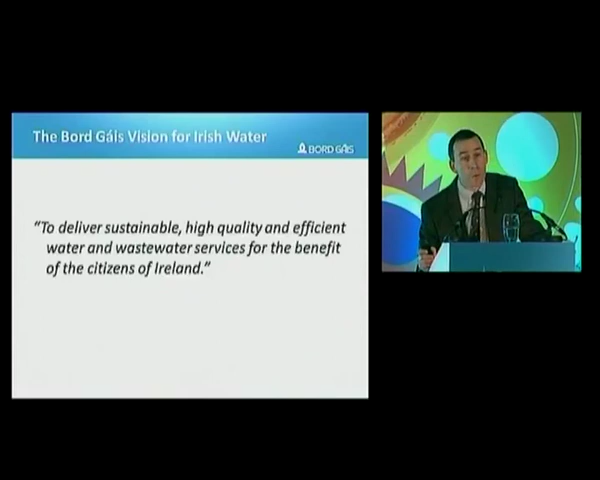 The Bord Gáis Vision for Irish Water
BORD GÁIS
“To deliver sustainable, high quality and efficient
water and wastewater services for the benefit
of the citizens of Ireland.”